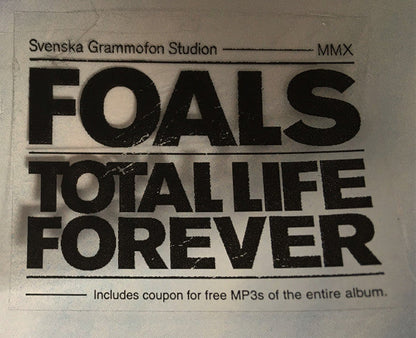 Svenska Grammofon Studion MMX
FOALS
TOTAL LIFE
FOREVER
Includes coupon for free MP3s of the entire album.